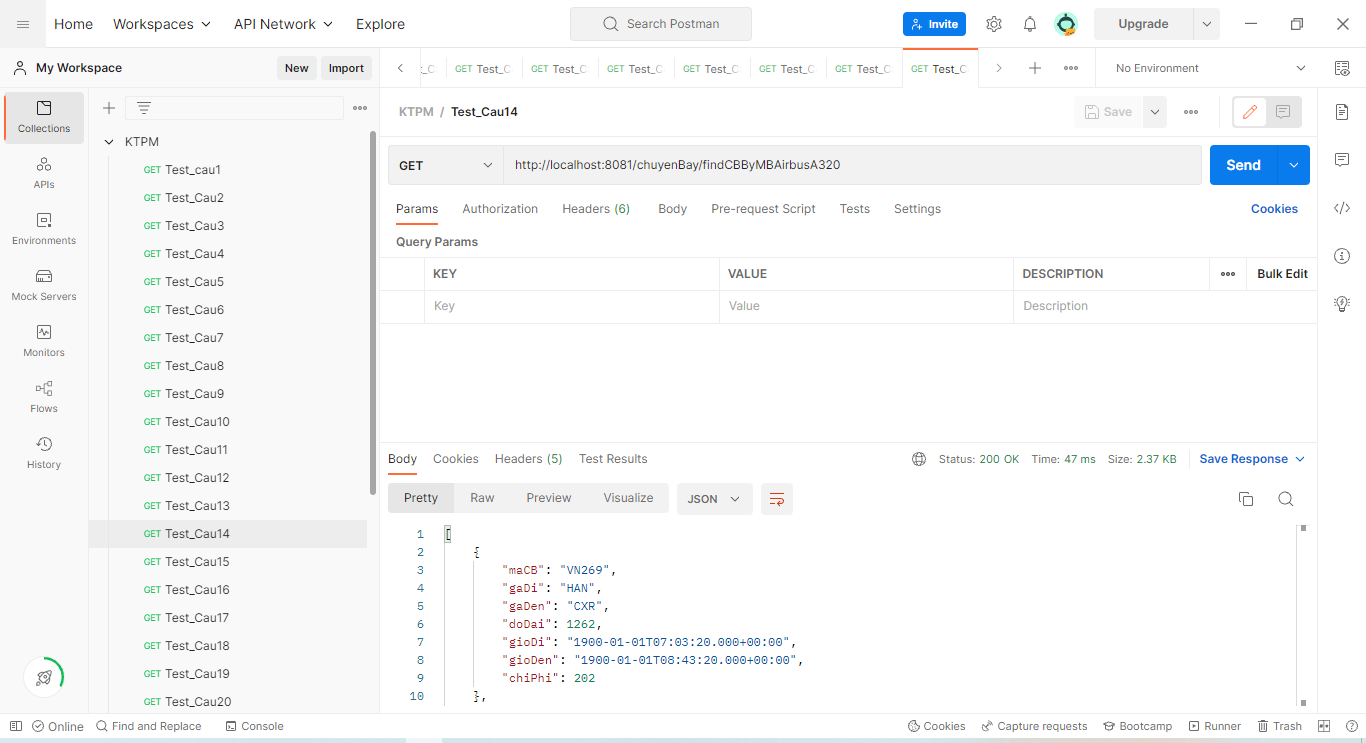 Home Workspaces API Network Explore Search Postman Invite Upgrade
My Workspace New Import
GET Test_C GET Test_C GET Test_C GET Test_C GET Test_C GET Test_C GET Test_C No Environment
Collections
APIs
Environments
Mock Servers
Monitors
Flows
History
KTPM
GET Test_cau1
GET Test_Cau2
GET Test_Cau3
GET Test_Cau4
GET Test_Cau5
GET Test_Cau6
GET Test_Cau7
GET Test_Cau8
GET Test_Cau9
GET Test_Cau10
GET Test_Cau11
GET Test_Cau12
GET Test_Cau13
GET Test_Cau14
GET Test_Cau15
GET Test_Cau16
GET Test_Cau17
GET Test_Cau18
GET Test_Cau19
GET Test_Cau20
KTPM / Test_Cau14 Save
GET http://localhost:8081/chuyenBay/findCBByMBAirbusA320 Send
Params Authorization Headers (6) Body Pre-request Script Tests Settings Cookies
Query Params
KEY VALUE DESCRIPTION Bulk Edit
Key Value Description
Body Cookies Headers (5) Test Results Status: 200 OK Time: 47 ms Size: 2.37 KB Save Response
Pretty Raw Preview Visualize JSON
1 [
2 {
3 "maCB": "VN269",
4 "gaDi": "HAN",
5 "gaDen": "CXR",
6 "doDai": 1262,
7 "gioDi": "1900-01-01T07:03:20.000+00:00",
8 "gioDen": "1900-01-01T08:43:20.000+00:00",
9 "chiPhi": 202
10 },
Online Find and Replace Console Cookies Capture requests Bootcamp Runner Trash